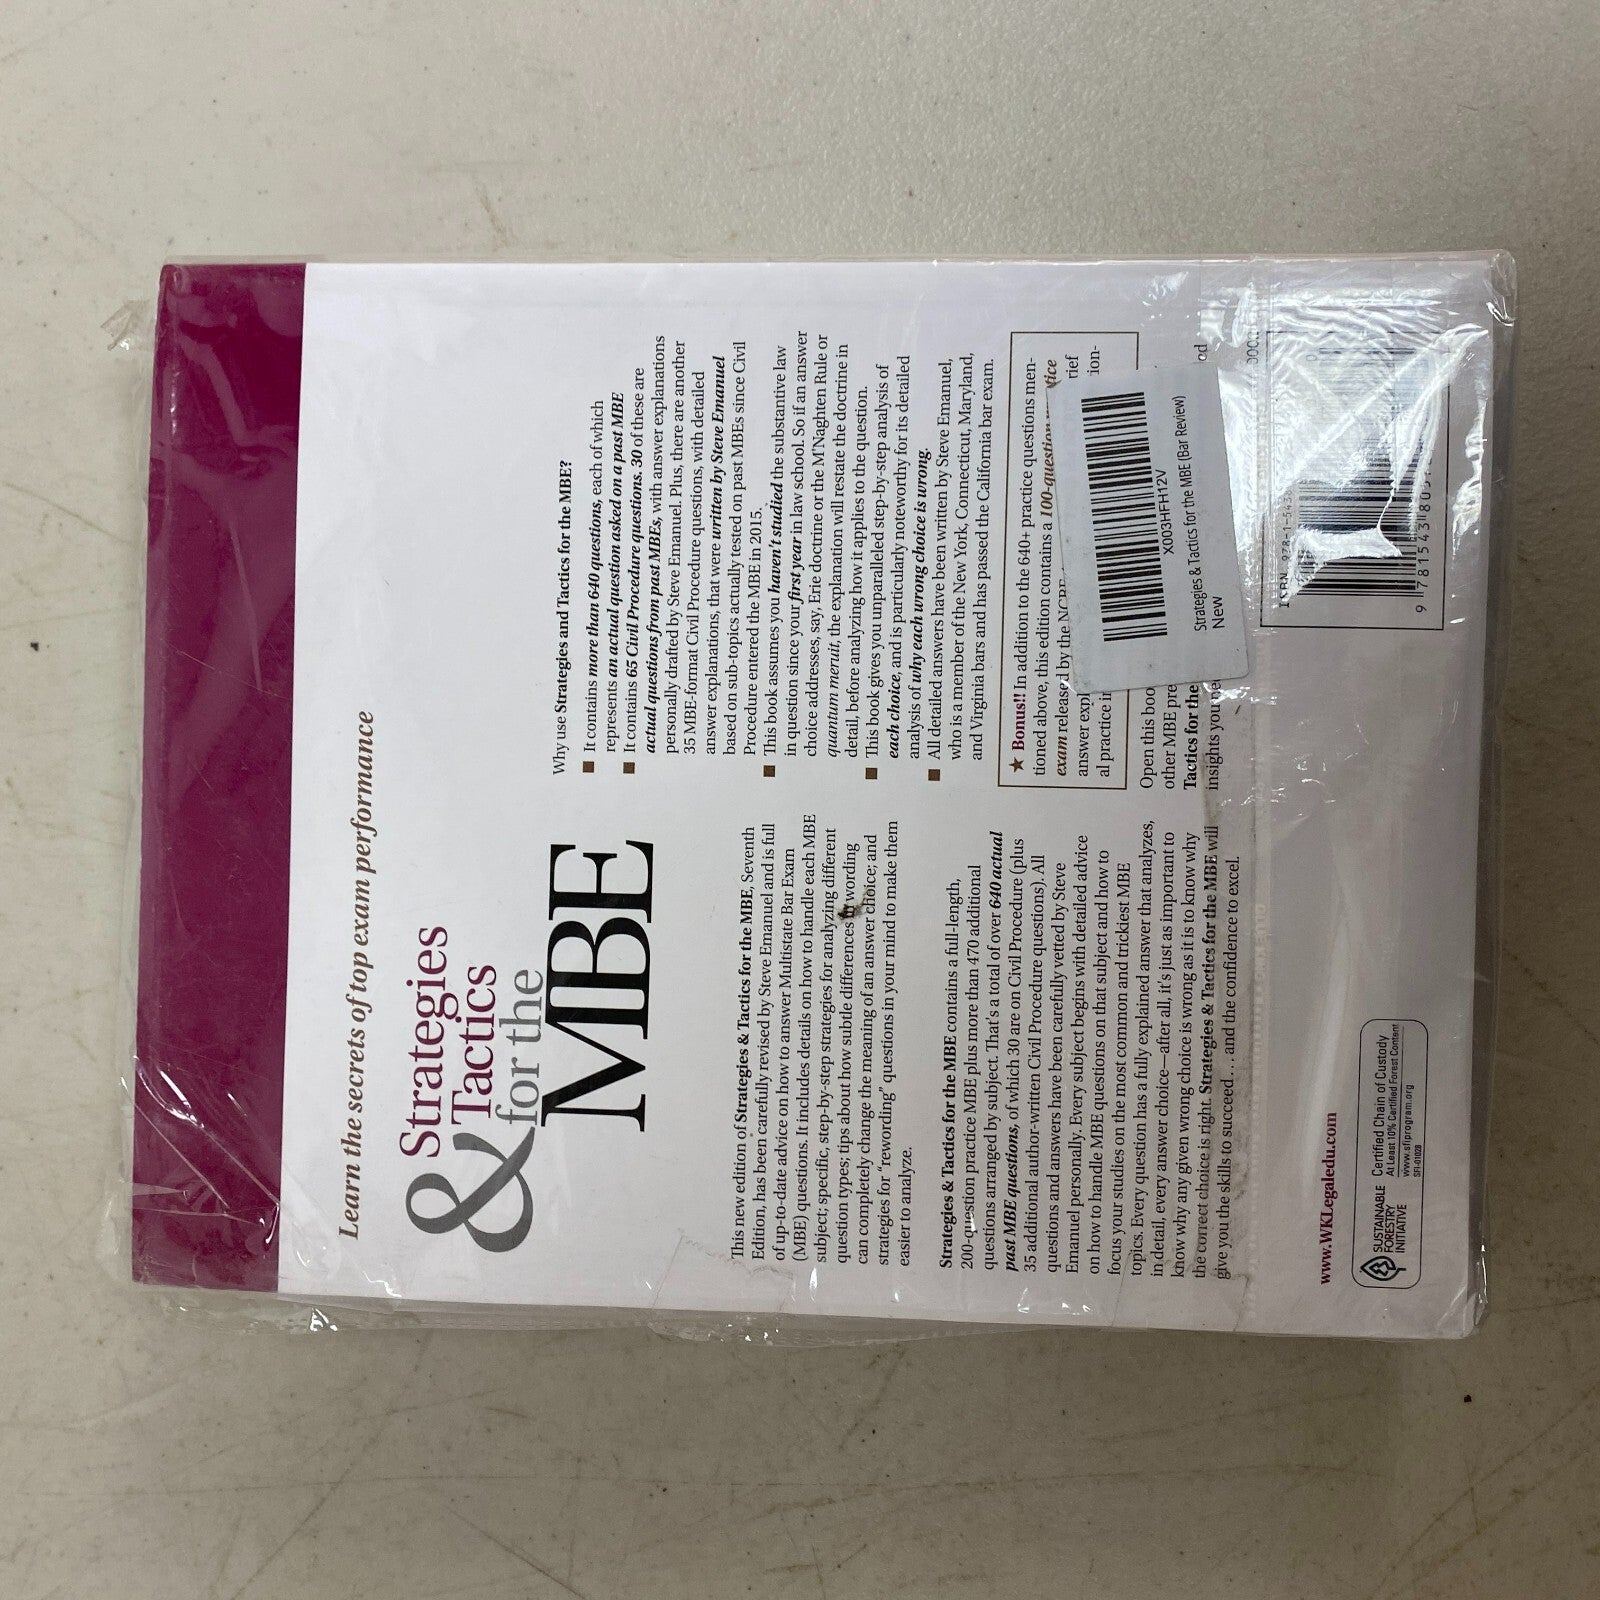 Learn the secrets of top exam performance
Strategies
& Tactics
for the
MBE
This new edition of Strategies & Tactics for the MBE, Seventh
Edition, has been carefully revised by Steve Emanuel and is full
of up-to-date advice on how to answer Multistate Bar Exam
(MBE) questions. It includes details on how to handle each MBE
subject; specific, step-by-step strategies for analyzing different
question types; tips about how subtle differences in wording
can completely change the meaning of an answer choice; and
strategies for “rewording” questions in your mind to make them
easier to analyze.
Strategies & Tactics for the MBE contains a full-length,
200-question practice MBE plus more than 470 additional
questions arranged by subject. That's a total of over 640 actual
past MBE questions, of which 30 are on Civil Procedure (plus
35 additional author-written Civil Procedure questions). All
questions and answers have been carefully vetted by Steve
Emanuel personally. Every subject begins with detailed advice
on how to handle MBE questions on that subject and how to
focus your studies on the most common and trickiest MBE
topics. Every question has a fully explained answer that analyzes,
in detail, every answer choice—after all, it's just as important to
know why any given wrong choice is wrong as it is to know why
the correct choice is right. Strategies & Tactics for the MBE will
give you the skills to succeed... and the confidence to excel.
Why use Strategies and Tactics for the MBE?
■ It contains more than 640 questions, each of which
represents an actual question asked on a past MBE
■ It contains 65 Civil Procedure questions. 30 of these are
actual questions from past MBEs, with answer explanations
personally drafted by Steve Emanuel. Plus, there are another
35 MBE-format Civil Procedure questions, with detailed
answer explanations, that were written by Steve Emanuel
based on sub-topics actually tested on past MBEs since Civil
Procedure entered the MBE in 2015.
■ This book assumes you haven't studied the substantive law
in question since your first year in law school. So if an answer
choice addresses, say, Erie doctrine or the M'Naghten Rule or
quantum meruit, the explanation will restate the doctrine in
detail, before analyzing how it applies to the question.
■ This book gives you unparalleled step-by-step analysis of
each choice, and is particularly noteworthy for its detailed
analysis of why each wrong choice is wrong.
■ All detailed answers have been written by Steve Emanuel,
who is a member of the New York, Connecticut, Maryland,
and Virginia bars and has passed the California bar exam.
★ Bonus!! In addition to the 640+ practice questions men-
tioned above, this edition contains a 100-question
exam released by the NCBE
answer expl
al practice i
Open this boo
other MBE pre
Tactics for the
insights you
X003HFH12V
Strategies & Tactics for the MBE (Bar Review)
New
www.WKLegaledu.com
SUSTAINABLE
FORESTRY
INITIATIVE
Certified Chain of Custody
At Least 10% Certified Forest Content
www.sfiprogram.org
SFI-01028